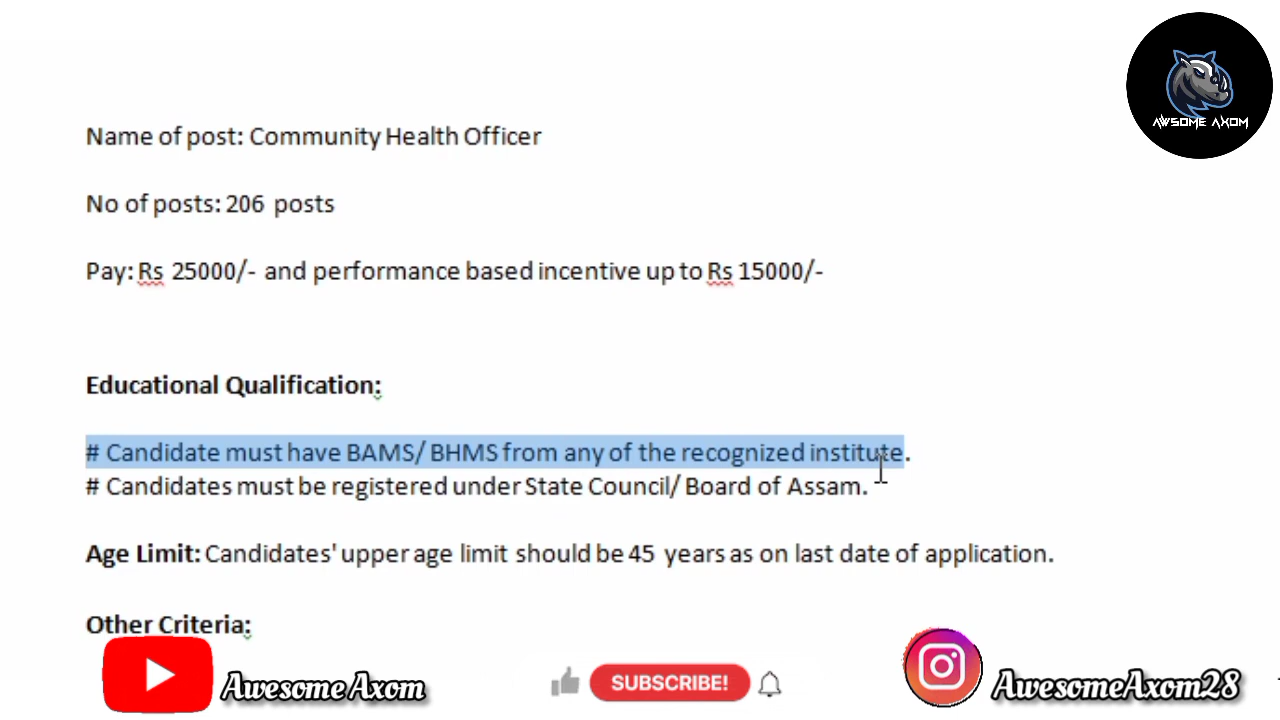 AWSOME AXOM
Name of post: Community Health Officer
No of posts: 206 posts
Pay: Rs 25000/- and performance based incentive up to Rs 15000/-
Educational Qualification:
# Candidate must have BAMS/ BHMS from any of the recognized institute.
# Candidates must be registered under State Council/ Board of Assam.
Age Limit: Candidates' upper age limit should be 45 years as on last date of application.
Other Criteria:
AwesomeAxom
SUBSCRIBE!
AwesomeAxom28